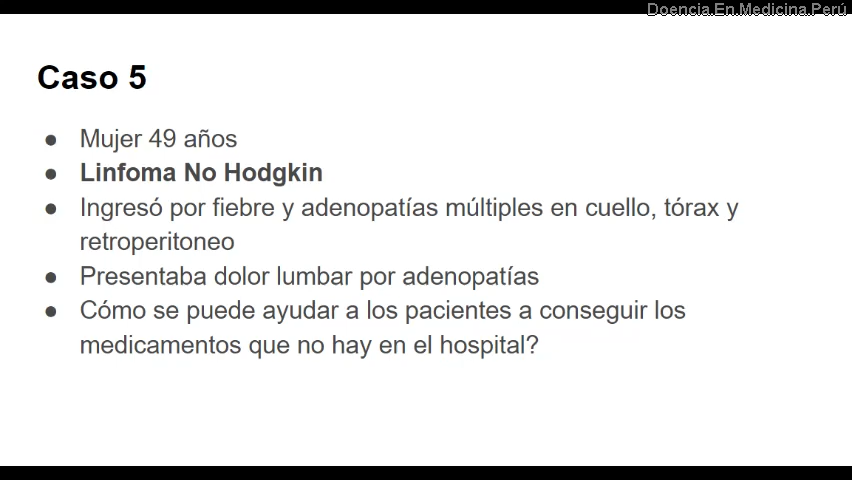 Doencia.En.Medicina.Perú
Caso 5
● Mujer 49 años
● Linfoma No Hodgkin
● Ingresó por fiebre y adenopatías múltiples en cuello, tórax y
retroperitoneo
● Presentaba dolor lumbar por adenopatías
● Cómo se puede ayudar a los pacientes a conseguir los
medicamentos que no hay en el hospital?